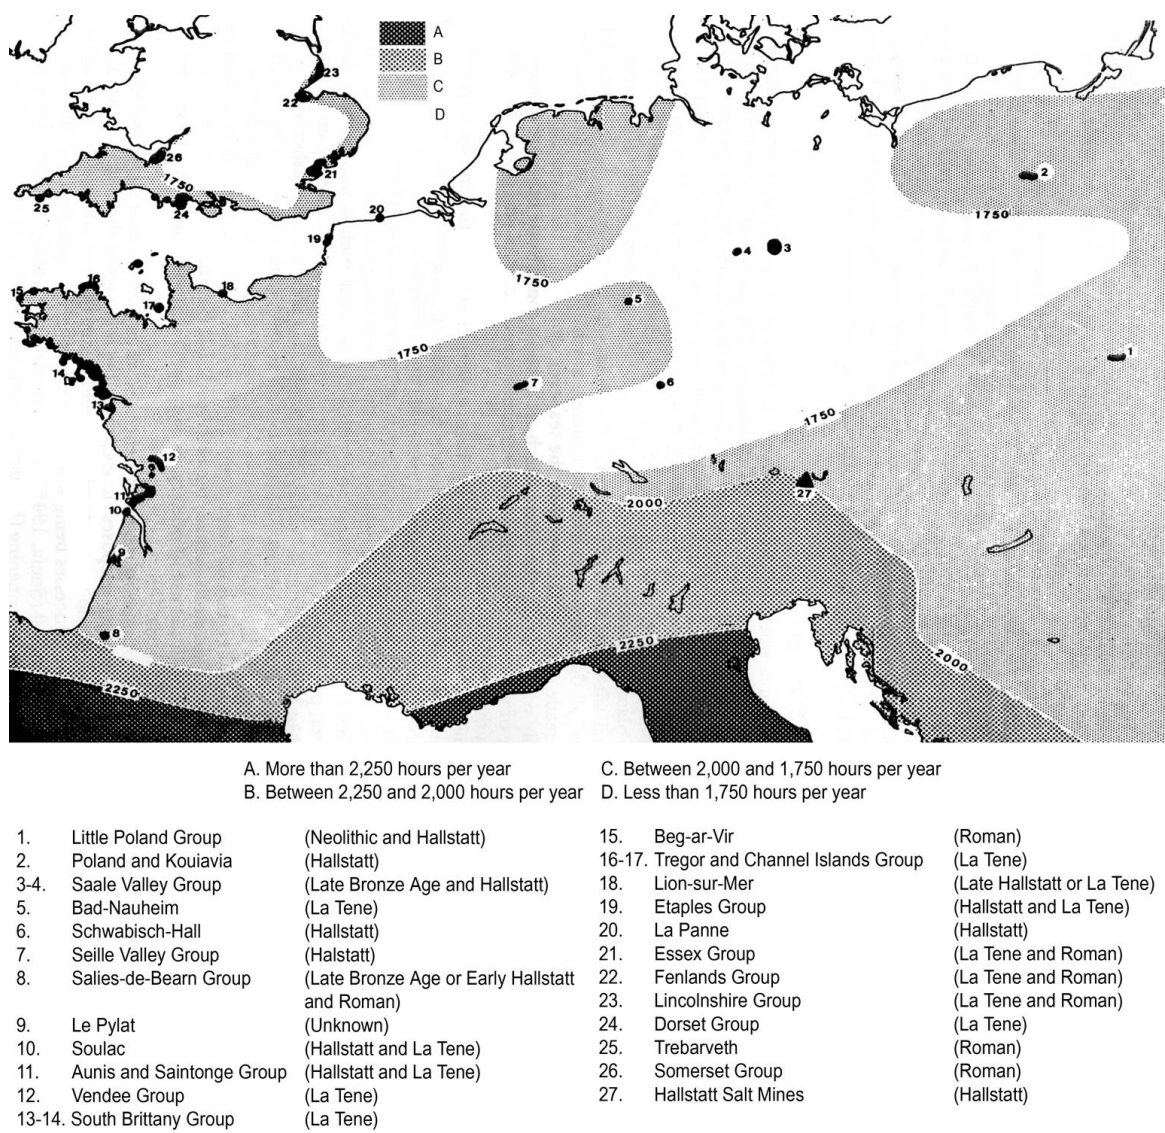 A
B
C
D
23
22
26
21
1750
25
24
20
19
2
1750
4
3
1750
16
15
18
17
5
1750
14
7
6
1
13
1750
12
11
10
2000
27
9
8
2250
2250
2000
A. More than 2,250 hours per year
B. Between 2,250 and 2,000 hours per year
C. Between 2,000 and 1,750 hours per year
D. Less than 1,750 hours per year
1. Little Poland Group (Neolithic and Hallstatt)
2. Poland and Kouiavia (Hallstatt)
3-4. Saale Valley Group (Late Bronze Age and Hallstatt)
5. Bad-Nauheim (La Tene)
6. Schwabisch-Hall (Hallstatt)
7. Seille Valley Group (Halstatt)
8. Salies-de-Bearn Group (Late Bronze Age or Early Hallstatt
and Roman)
9. Le Pylat (Unknown)
10. Soulac (Hallstatt and La Tene)
11. Aunis and Saintonge Group (Hallstatt and La Tene)
12. Vendee Group (La Tene)
13-14. South Brittany Group (La Tene)
15. Beg-ar-Vir (Roman)
16-17. Tregor and Channel Islands Group (La Tene)
18. Lion-sur-Mer (Late Hallstatt or La Tene)
19. Etaples Group (Hallstatt and La Tene)
20. La Panne (Hallstatt)
21. Essex Group (La Tene and Roman)
22. Fenlands Group (La Tene and Roman)
23. Lincolnshire Group (La Tene and Roman)
24. Dorset Group (La Tene)
25. Trebarveth (Roman)
26. Somerset Group (Roman)
27. Hallstatt Salt Mines (Hallstatt)